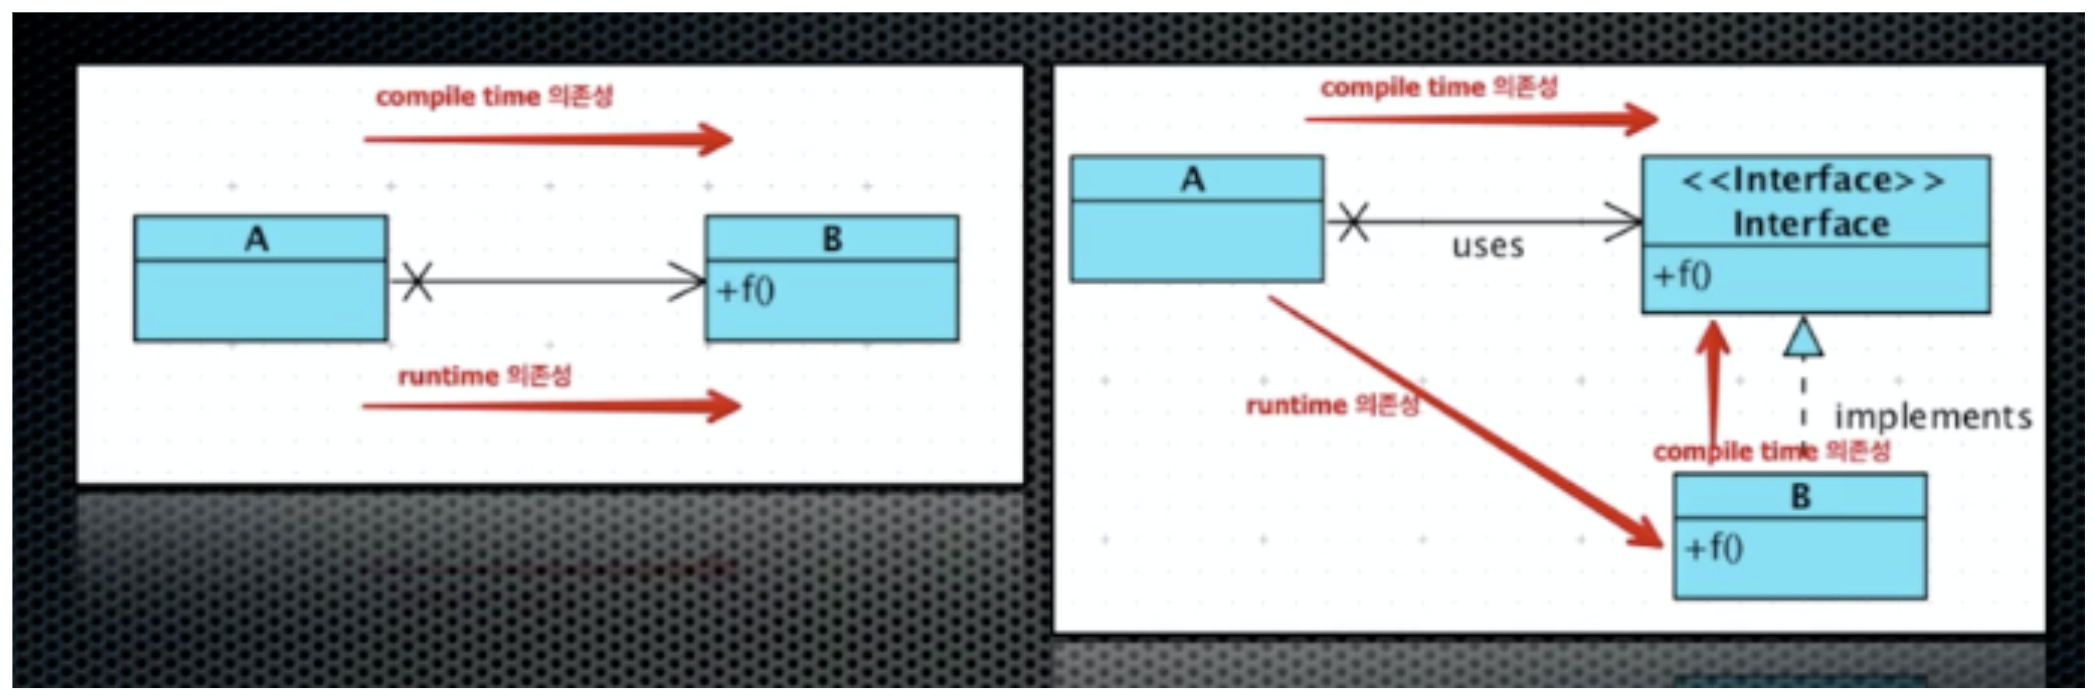 compile time 의존성
A
B
+f()
runtime 의존성
compile time 의존성
A
<<Interface>>
Interface
uses
+f()
runtime 의존성
implements
compile time 의존성
B
+f()